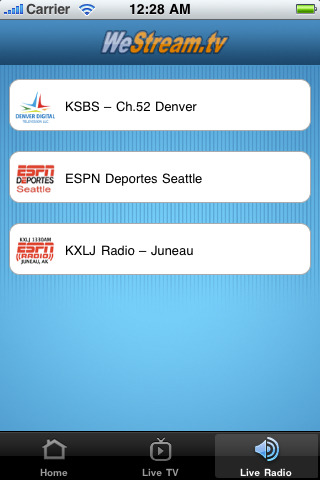 Carrier 12:28 AM
WeStream.tv
DENVER DIGITAL
TELEVISION LLC
KSBS – Ch.52 Denver
ESPN
DEPORTES
Seattle
ESPN Deportes Seattle
KXLJ 1330AM
ESPN
RADIO
JUNEAU, AK
KXLJ Radio – Juneau
Home Live TV Live Radio